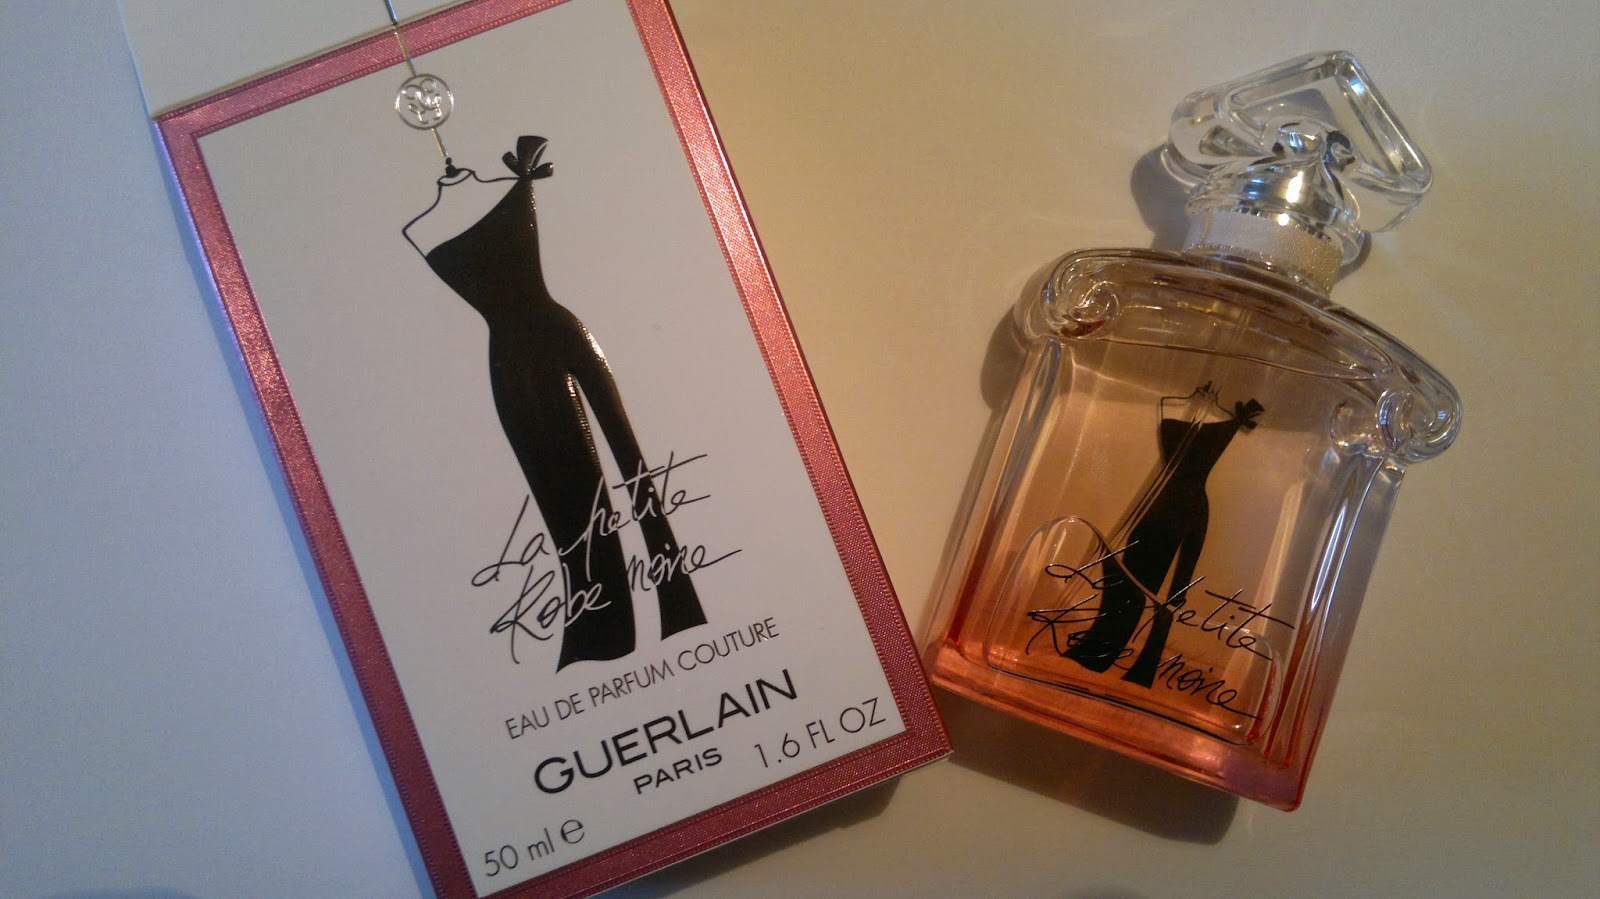 La petite
Robe noire
EAU DE PARFUM COUTURE
GUERLAIN
PARIS
50 ml e 1.6 FL OZ
La petite
Robe noire